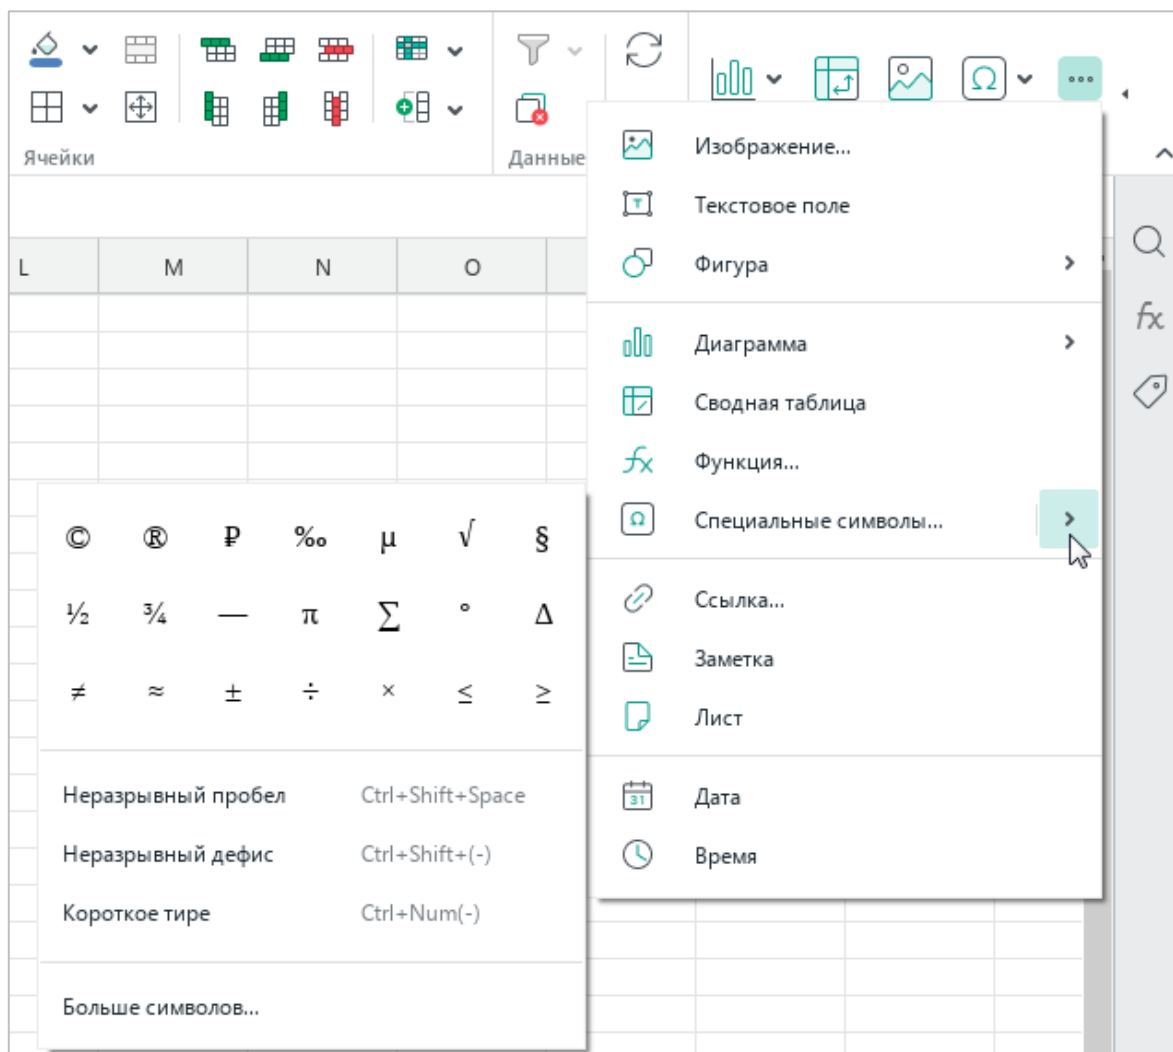 Ячейки
Данные
L M N O
Изображение...
Текстовое поле
Фигура
Диаграмма
Сводная таблица
Функция...
Специальные символы...
Ссылка...
Заметка
Лист
Дата
Время
© ® ₽ ‰ µ √ §
½ ¾ — π ∑ ° Δ
≠ ≈ ± ÷ × ≤ ≥
Неразрывный пробел Ctrl+Shift+Space
Неразрывный дефис Ctrl+Shift+(-)
Короткое тире Ctrl+Num(-)
Больше символов...
fx